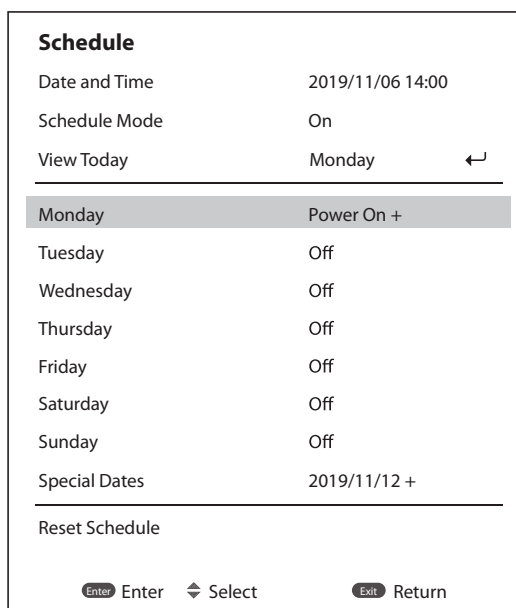 Schedule
Date and Time 2019/11/06 14:00
Schedule Mode On
View Today Monday
Monday Power On +
Tuesday Off
Wednesday Off
Thursday Off
Friday Off
Saturday Off
Sunday Off
Special Dates 2019/11/12 +
Reset Schedule
Enter Enter Select Exit Return